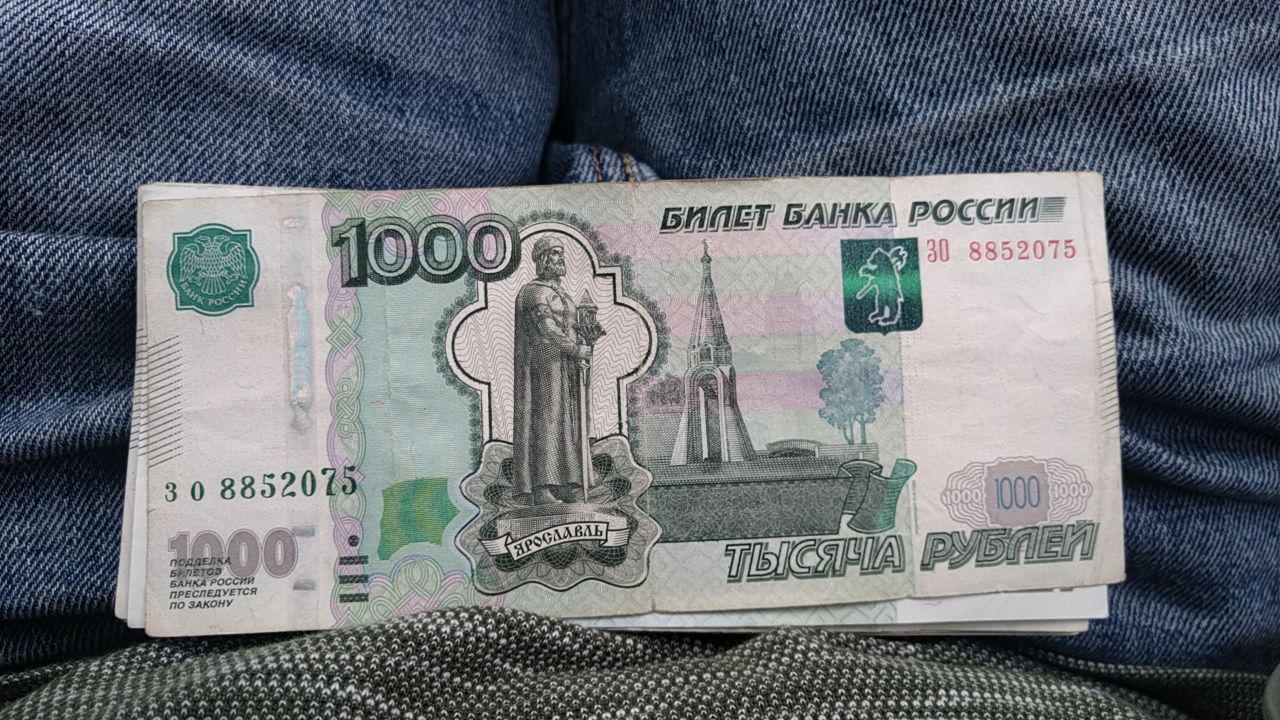 БИЛЕТ БАНКА РОССИИ
1000
ЗО 8852075
БАНК РОССИИ
ЗО 8852075
1000
ПОДДЕЛКА
БИЛЕТОВ
БАНКА РОССИИ
ПРЕСЛЕДУЕТСЯ
ПО ЗАКОНУ
ЯРОСЛАВЛЬ
1000 1000 1000
ТЫСЯЧА РУБЛЕЙ